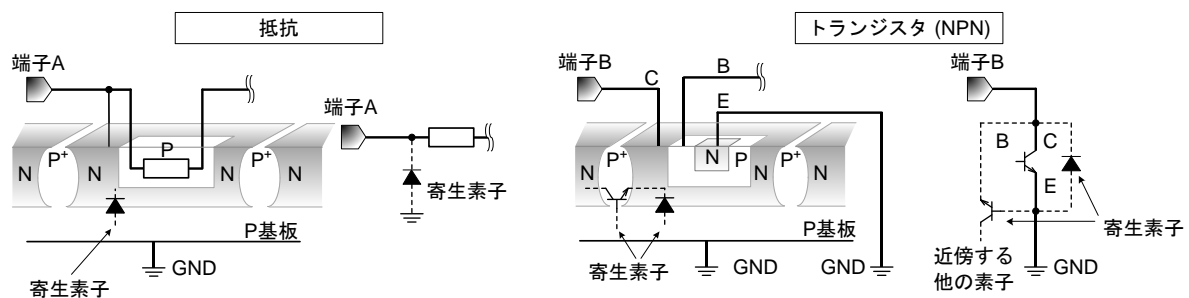 抵抗
端子A
N
P+
N
P
N
P+
N
P基板
GND
寄生素子
端子A
寄生素子
トランジスタ (NPN)
端子B
C
B
E
N
P+
N
N
P
N
P+
N
P基板
寄生素子
GND
GND
端子B
B
C
E
寄生素子
近傍する
他の素子